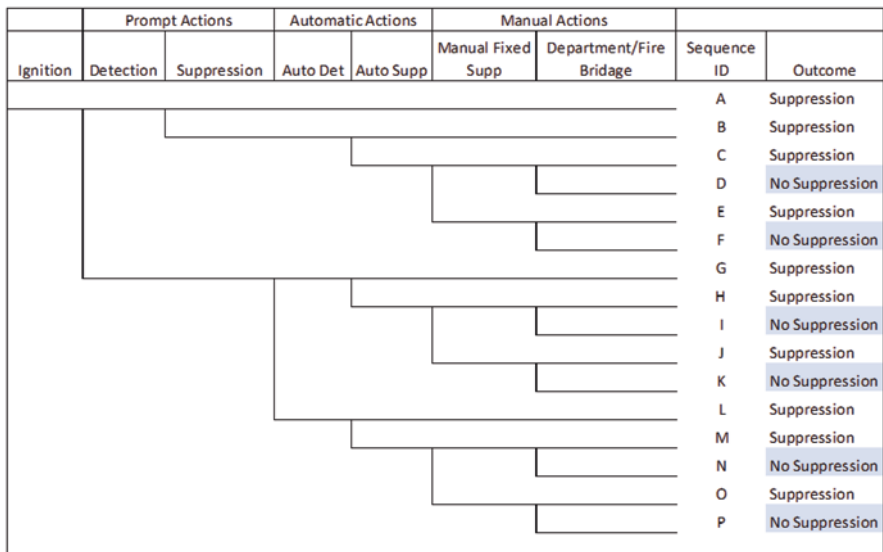 Prompt Actions Automatic Actions Manual Actions
Manual Fixed Department/Fire Sequence
Ignition Detection Suppression Auto Det Auto Supp Supp Bridage ID Outcome
A Suppression
B Suppression
C Suppression
D No Suppression
E Suppression
F No Suppression
G Suppression
H Suppression
I No Suppression
J Suppression
K No Suppression
L Suppression
M Suppression
N No Suppression
O Suppression
P No Suppression